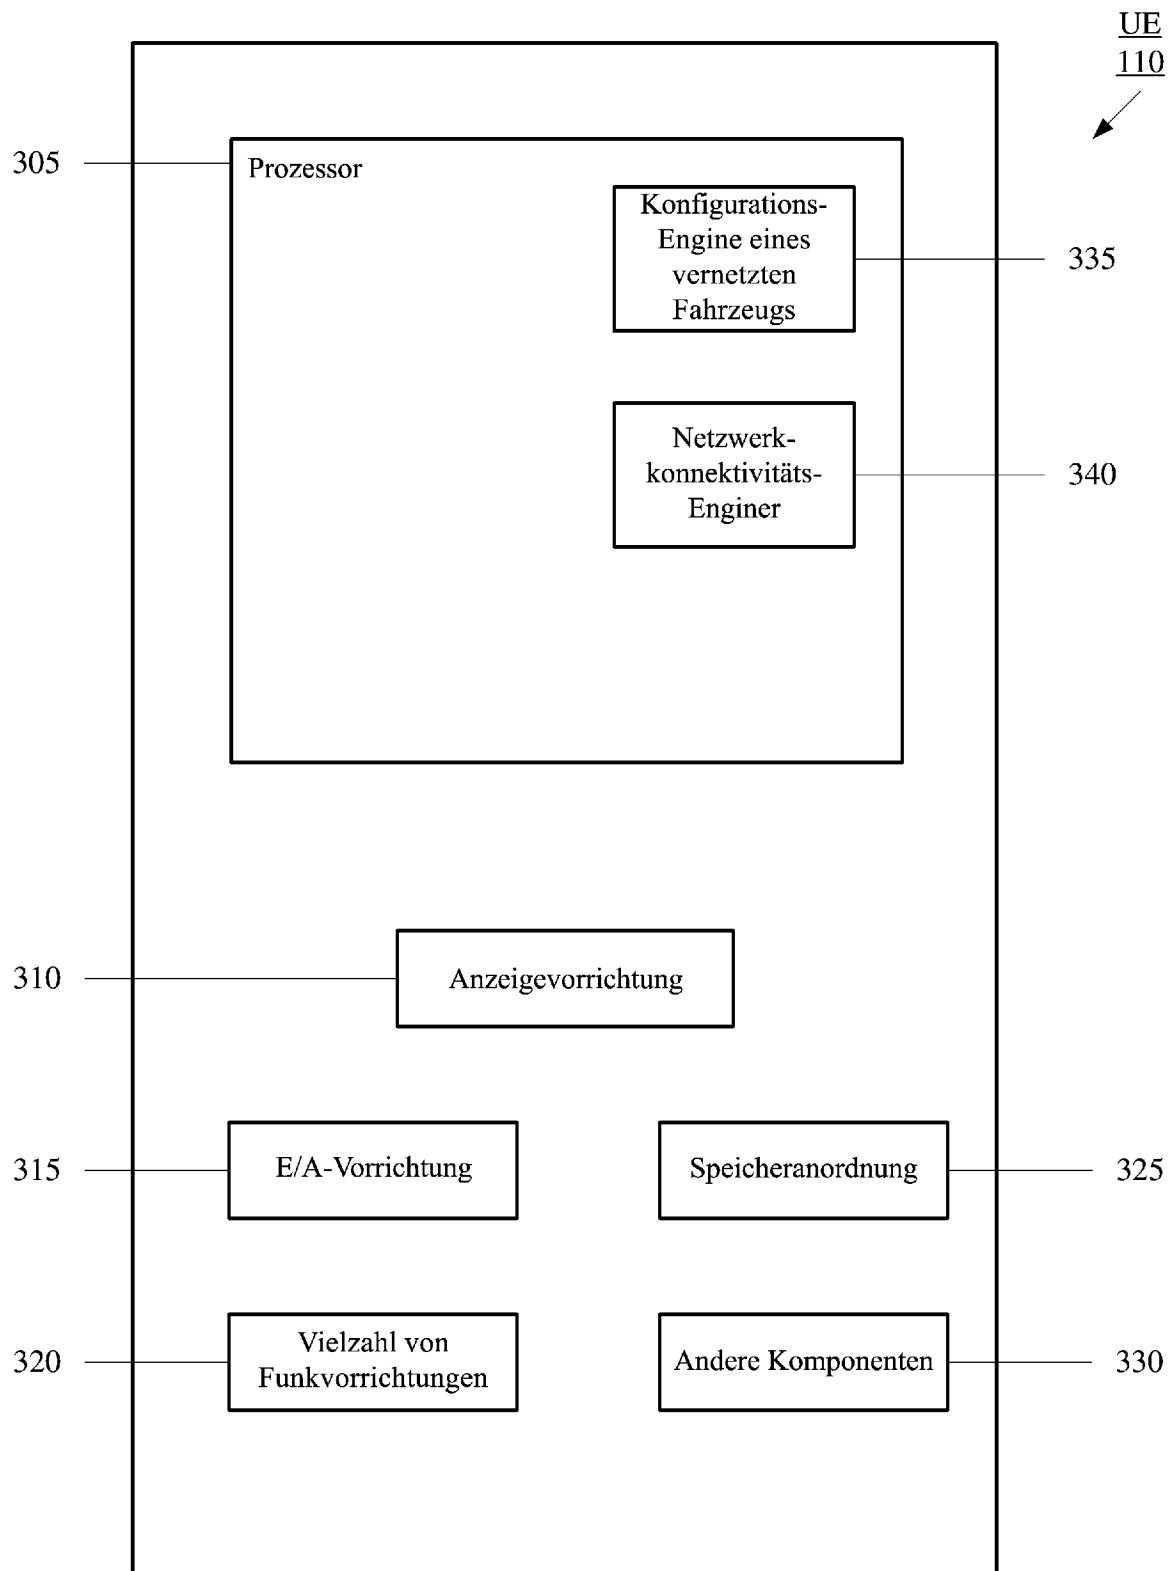 UE
110
305
Prozessor
Konfigurations-
Engine eines
vernetzten
Fahrzeugs
335
Netzwerk-
konnektivitäts-
Enginer
340
310
Anzeigevorrichtung
315
E/A-Vorrichtung
Speicheranordnung
325
320
Vielzahl von
Funkvorrichtungen
Andere Komponenten
330